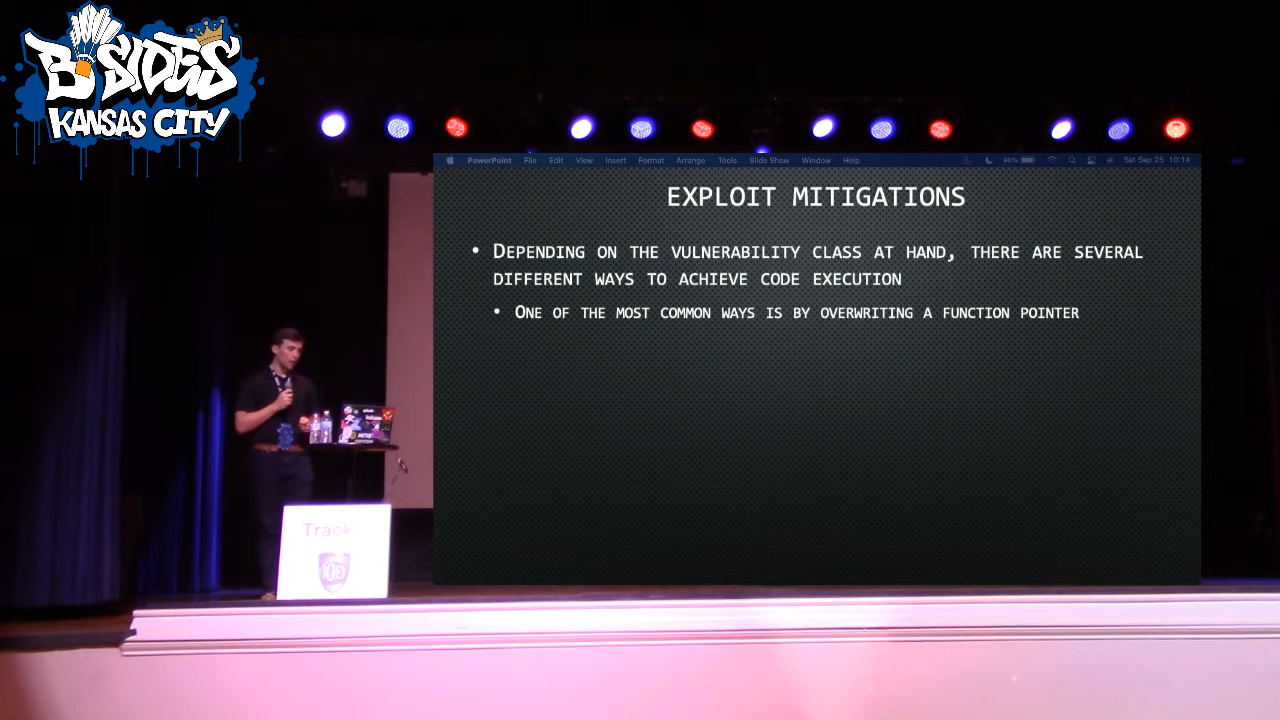 B·SIDES
KANSAS CITY
PowerPoint File Edit View Insert Format Arrange Tools Slide Show Window Help 96% Sat Sep 25 10:14
EXPLOIT MITIGATIONS
• DEPENDING ON THE VULNERABILITY CLASS AT HAND, THERE ARE SEVERAL
DIFFERENT WAYS TO ACHIEVE CODE EXECUTION
• ONE OF THE MOST COMMON WAYS IS BY OVERWRITING A FUNCTION POINTER
Track